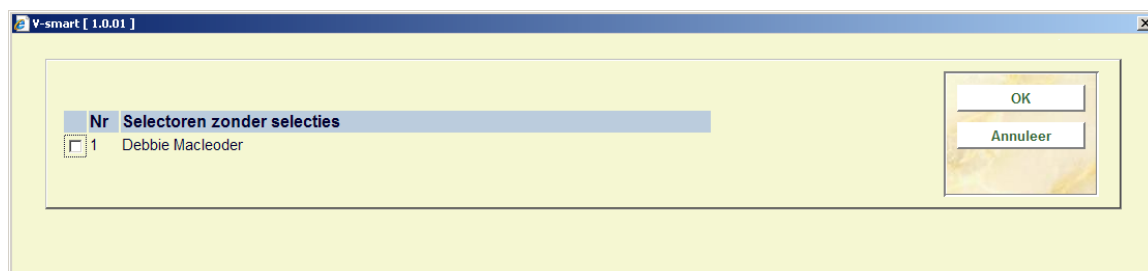 V-smart [ 1.0.01 ]
OK
Nr Selectoren zonder selecties
Annuleer
1 Debbie Macleoder